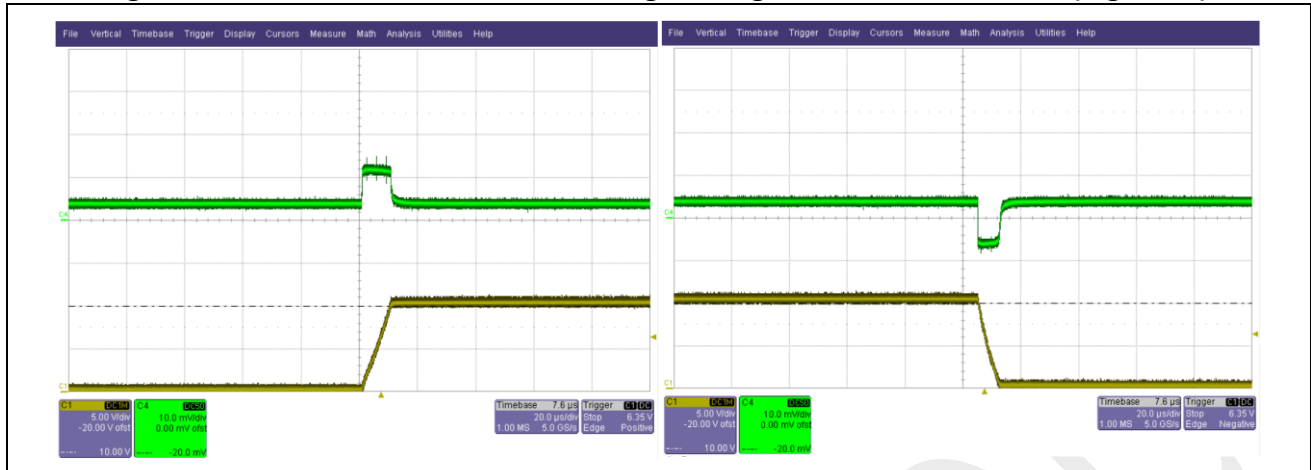 File Vertical Timebase Trigger Display Cursors Measure Math Analysis Utilities Help
C4
C1
C1 DC1M
5.00 V/div
-20.00 V ofst
10.00 V
C4 DC50
10.0 mV/div
0.00 mV ofst
-20.0 mV
Timebase 7.6 µs
20.0 µs/div
1.00 MS 5.0 GS/s
Trigger C1 DC
Stop 6.35 V
Edge Positive
File Vertical Timebase Trigger Display Cursors Measure Math Analysis Utilities Help
C4
C1
C1 DC1M
5.00 V/div
-20.00 V ofst
10.00 V
C4 DC50
10.0 mV/div
0.00 mV ofst
-20.0 mV
Timebase 7.6 µs
20.0 µs/div
1.00 MS 5.0 GS/s
Trigger C1 DC
Stop 6.35 V
Edge Negative